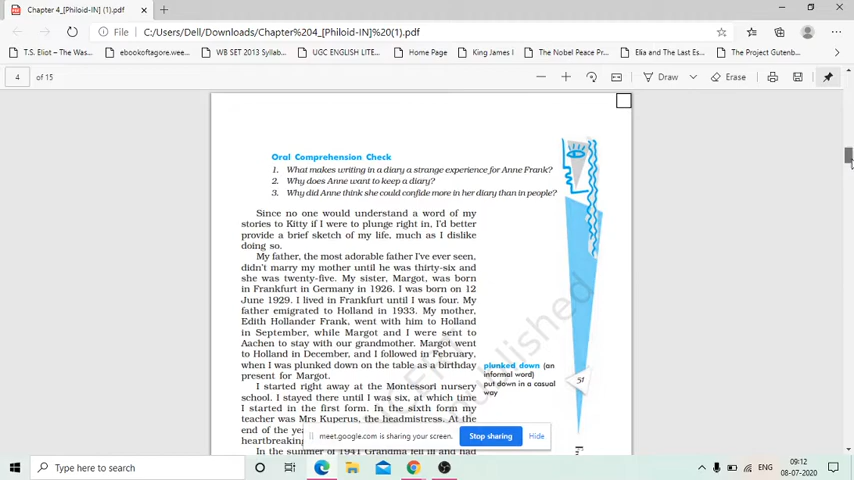 Chapter 4_[Philoid-IN] (1).pdf
File C:/Users/Dell/Downloads/Chapter%204_[Philoid-IN]%20(1).pdf
T.S. Eliot – The Was... ebookoftagore.wee... WB SET 2013 Syllab... UGC ENGLISH LITE... Home Page King James I The Nobel Peace Pr... Elia and The Last Es... The Project Gutenb...
4 of 15 Draw Erase
Oral Comprehension Check
1. What makes writing in a diary a strange experience for Anne Frank?
2. Why does Anne want to keep a diary?
3. Why did Anne think she could confide more in her diary than in people?
Since no one would understand a word of my
stories to Kitty if I were to plunge right in, I'd better
provide a brief sketch of my life, much as I dislike
doing so.
My father, the most adorable father I've ever seen,
didn't marry my mother until he was thirty-six and
she was twenty-five. My sister, Margot, was born
in Frankfurt in Germany in 1926. I was born on 12
June 1929. I lived in Frankfurt until I was four. My
father emigrated to Holland in 1933. My mother,
Edith Hollander Frank, went with him to Holland
in September, while Margot and I were sent to
Aachen to stay with our grandmother. Margot went
to Holland in December, and I followed in February,
when I was plunked down on the table as a birthday
present for Margot.
plunked down (an
informal word)
put down in a casual
way
51
I started right away at the Montessori nursery
school. I stayed there until I was six, at which time
I started in the first form. In the sixth form my
teacher was Mrs Kuperus, the headmistress. At the
end of the yea
heartbreaking
In the summer of 1941 Grandma fell ill and had
published
meet.google.com is sharing your screen. Stop sharing Hide
Type here to search
ENG
09:12
08-07-2020